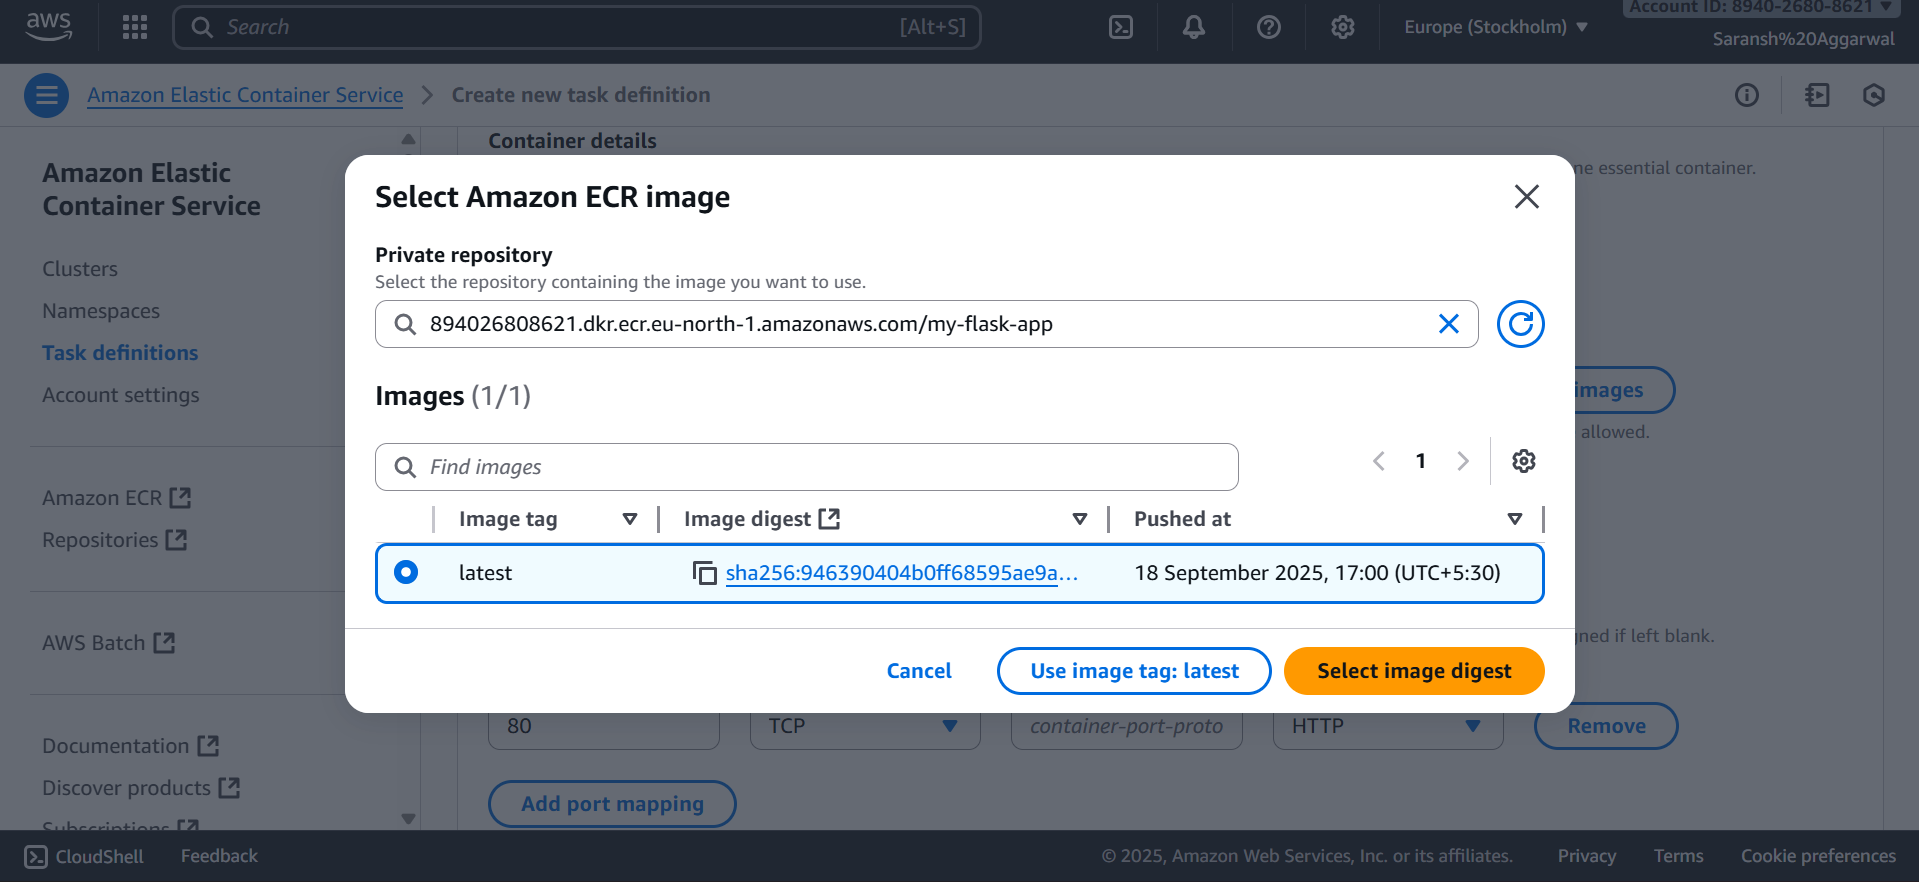 aws
Search
[Alt+S]
Europe (Stockholm)
Account ID: 8940-2680-8621
Saransh%20Aggarwal
Amazon Elastic Container Service
Create new task definition
Amazon Elastic
Container Service
Clusters
Namespaces
Task definitions
Account settings
Amazon ECR
Repositories
AWS Batch
Documentation
Discover products
Subscriptions
Container details
essential container.
images
allowed.
if left blank.
Select Amazon ECR image
Private repository
Select the repository containing the image you want to use.
894026808621.dkr.ecr.eu-north-1.amazonaws.com/my-flask-app
Images (1/1)
Find images
1
Image tag
Image digest
Pushed at
latest
sha256:946390404b0ff68595ae9a...
18 September 2025, 17:00 (UTC+5:30)
Cancel
Use image tag: latest
Select image digest
80
TCP
container-port-proto
HTTP
Remove
Add port mapping
CloudShell
Feedback
© 2025, Amazon Web Services, Inc. or its affiliates.
Privacy
Terms
Cookie preferences